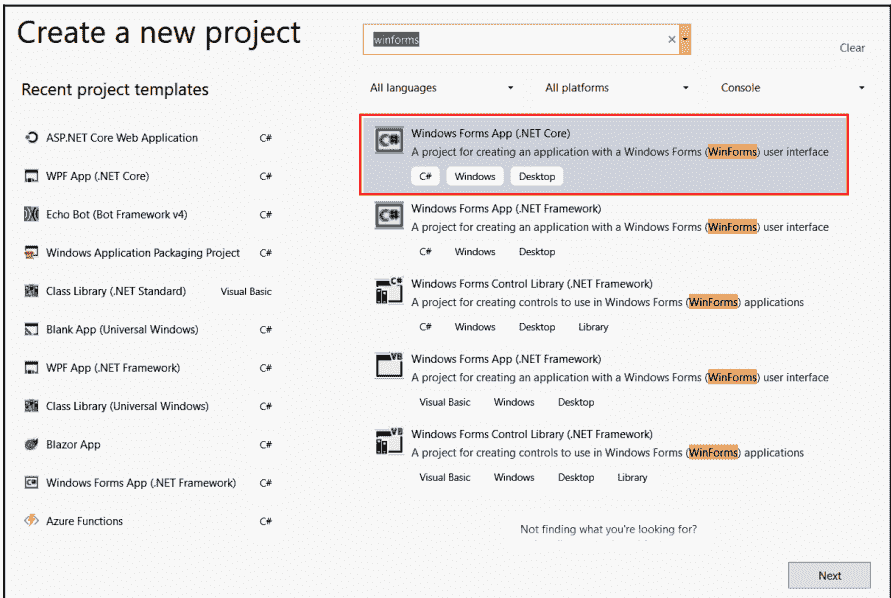 Create a new project
winforms
Clear
Recent project templates
All languages
All platforms
Console
ASP.NET Core Web Application C#
WPF App (.NET Core) C#
Echo Bot (Bot Framework v4) C#
Windows Application Packaging Project C#
Class Library (.NET Standard) Visual Basic
Blank App (Universal Windows) C#
WPF App (.NET Framework) C#
Class Library (Universal Windows) C#
Blazor App C#
Windows Forms App (.NET Framework) C#
Azure Functions C#
C#
Windows Forms App (.NET Core)
A project for creating an application with a Windows Forms (WinForms) user interface
C# Windows Desktop
C#
Windows Forms App (.NET Framework)
A project for creating an application with a Windows Forms (WinForms) user interface
C# Windows Desktop
C#
Windows Forms Control Library (.NET Framework)
A project for creating controls to use in Windows Forms (WinForms) applications
C# Windows Desktop Library
VB
Windows Forms App (.NET Framework)
A project for creating an application with a Windows Forms (WinForms) user interface
Visual Basic Windows Desktop
VB
Windows Forms Control Library (.NET Framework)
A project for creating controls to use in Windows Forms (WinForms) applications
Visual Basic Windows Desktop Library
Not finding what you're looking for?
Next